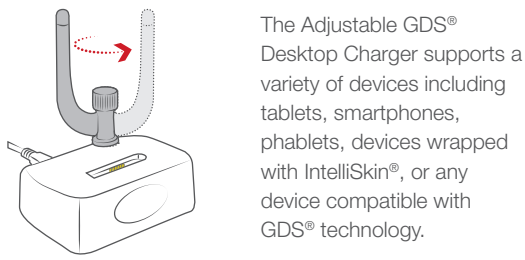 The Adjustable GDS®
Desktop Charger supports a
variety of devices including
tablets, smartphones,
phablets, devices wrapped
with IntelliSkin®, or any
device compatible with
GDS® technology.